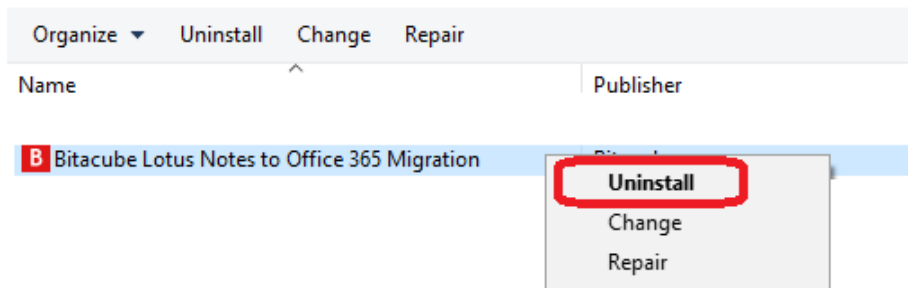 Organize Uninstall Change Repair
Name Publisher
B Bitacube Lotus Notes to Office 365 Migration
Uninstall
Change
Repair